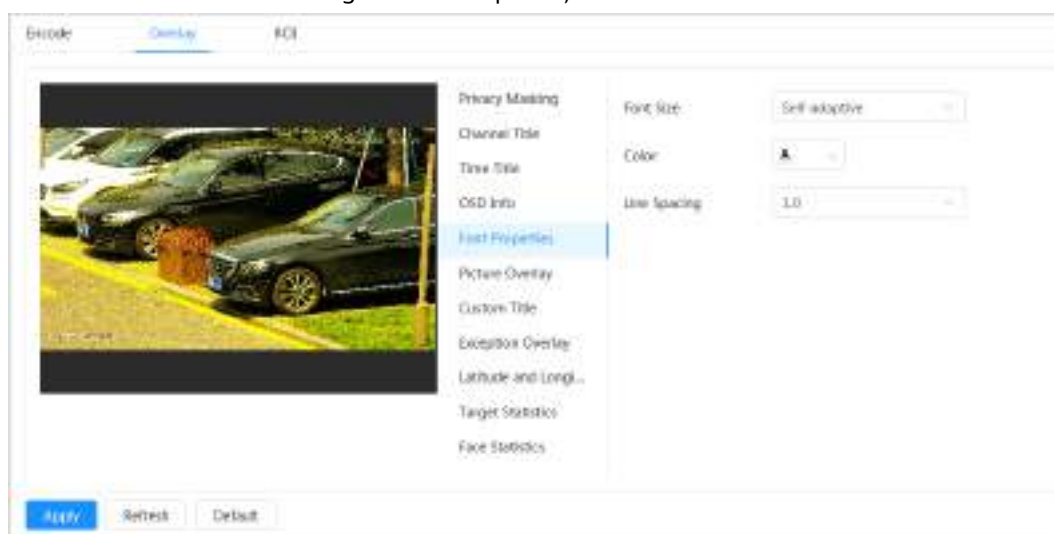 Encode Overlay ROI
Privacy Masking
Channel Title
Time Title
OSD Info
Font Properties
Picture Overlay
Custom Title
Exception Overlay
Latitude and Longi...
Target Statistics
Face Statistics
Font Size Self-adaptive
Color A
Line Spacing 1.0
Apply Refresh Default